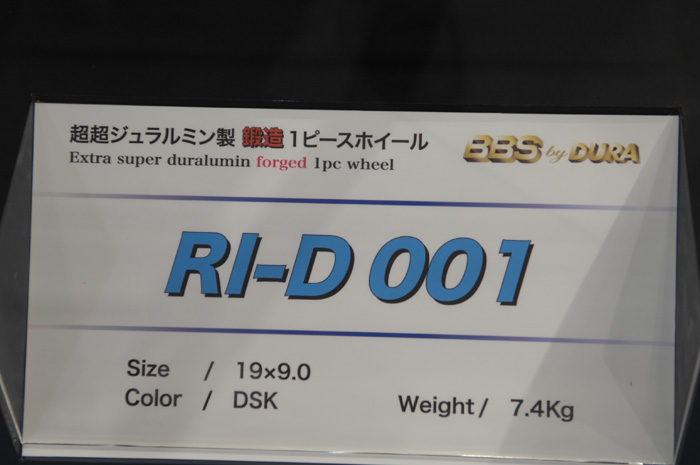 超超ジュラルミン製 鍛造 1ピースホイール
Extra super duralumin forged 1pc wheel
BBS by DURA
RI-D 001
Size / 19×9.0
Color / DSK
Weight / 7.4Kg